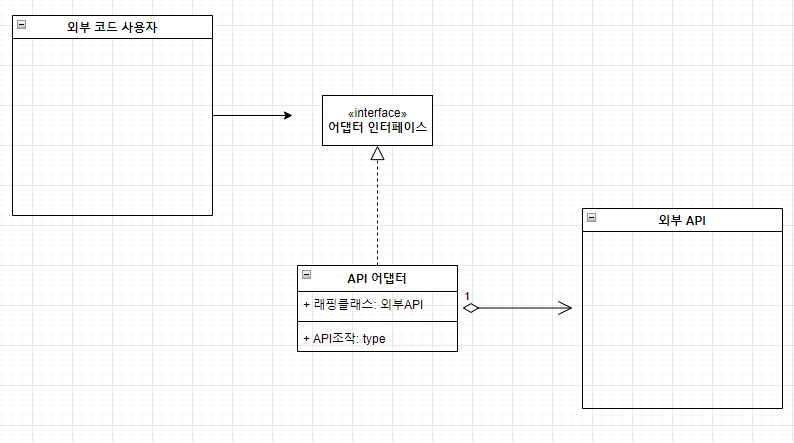 외부 코드 사용자
«interface»
어댑터 인터페이스
외부 API
API 어댑터
+ 래핑클래스: 외부API
1
+ API조작: type